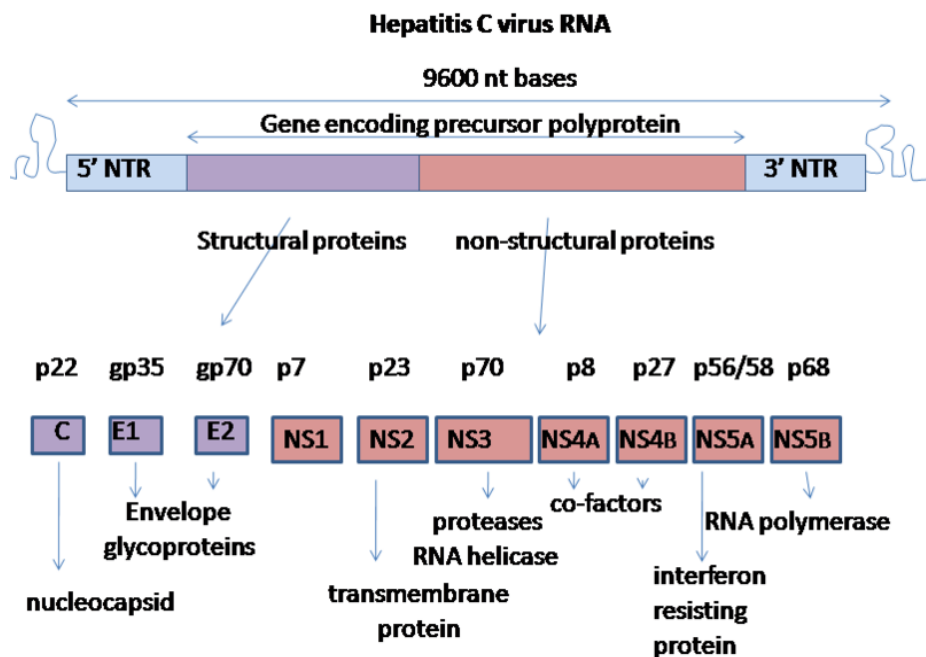 Hepatitis C virus RNA
9600 nt bases
Gene encoding precursor polyprotein
5' NTR
3' NTR
Structural proteins
non-structural proteins
p22 gp35 gp70 p7 p23 p70 p8 p27 p56/58 p68
C E1 E2 NS1 NS2 NS3 NS4A NS4B NS5A NS5B
Envelope
glycoproteins
nucleocapsid
transmembrane
protein
proteases
RNA helicase
co-factors
interferon
resisting
protein
RNA polymerase